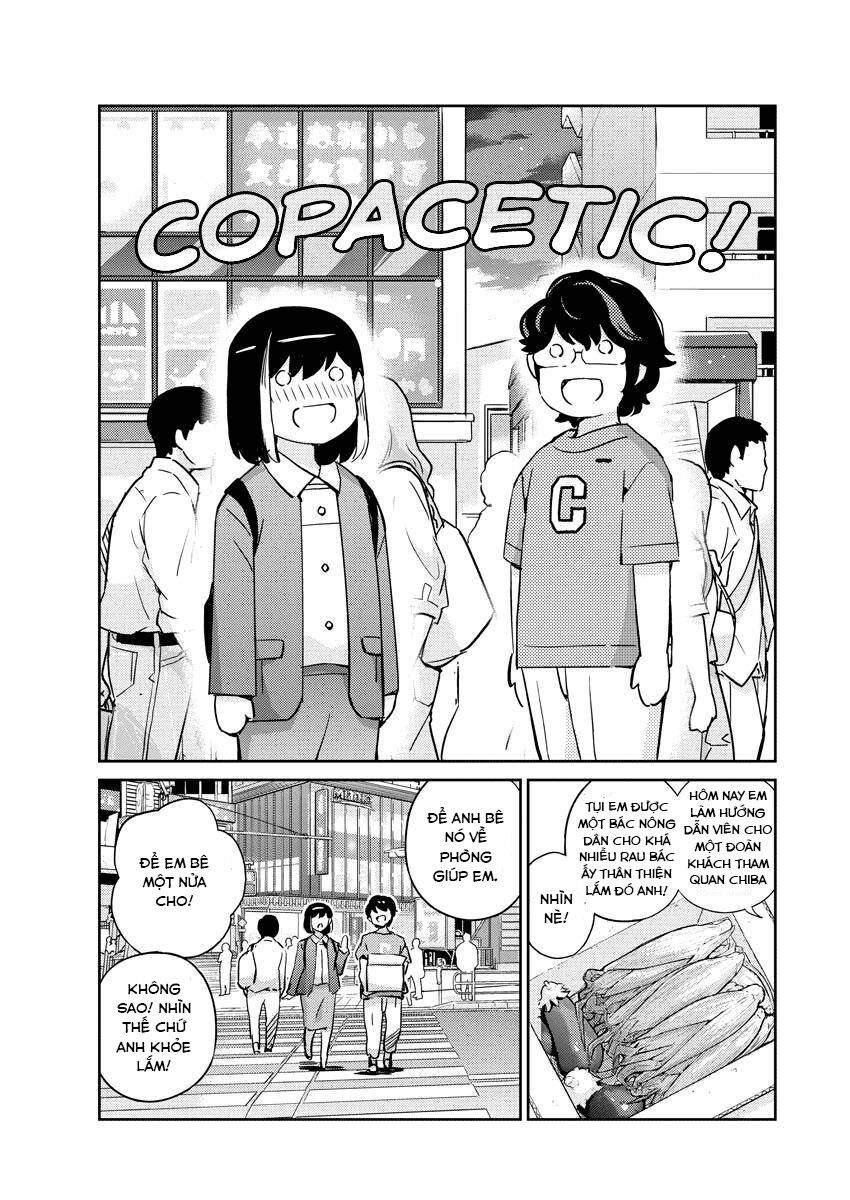 COPACETIC!
C
HÔM NAY EM
LÀM HƯỚNG
DẪN VIÊN CHO
MỘT ĐOÀN
KHÁCH THAM
QUAN CHIBA
TỤI EM ĐƯỢC
MỘT BÁC NÔNG
DÂN CHO KHÁ
NHIỀU RAU BÁC
ẤY THÂN THIỆN
LẮM ĐÓ ANH!
NHÌN
NÈ!
ĐỂ ANH BÊ
NÓ VỀ
PHÒNG
GIÚP EM.
ĐỂ EM BÊ
MỘT NỬA
CHO!
KHÔNG
SAO! NHÌN
THẾ CHỨ
ANH KHỎE
LẮM!